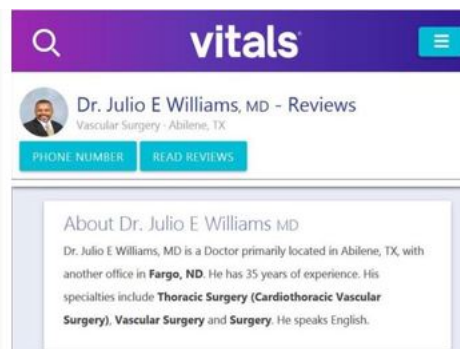 vitals
Dr. Julio E Williams, MD - Reviews
Vascular Surgery · Abilene, TX
PHONE NUMBER
READ REVIEWS
About Dr. Julio E Williams MD
Dr. Julio E Williams, MD is a Doctor primarily located in Abilene, TX, with
another office in Fargo, ND. He has 35 years of experience. His
specialties include Thoracic Surgery (Cardiothoracic Vascular
Surgery), Vascular Surgery and Surgery. He speaks English.